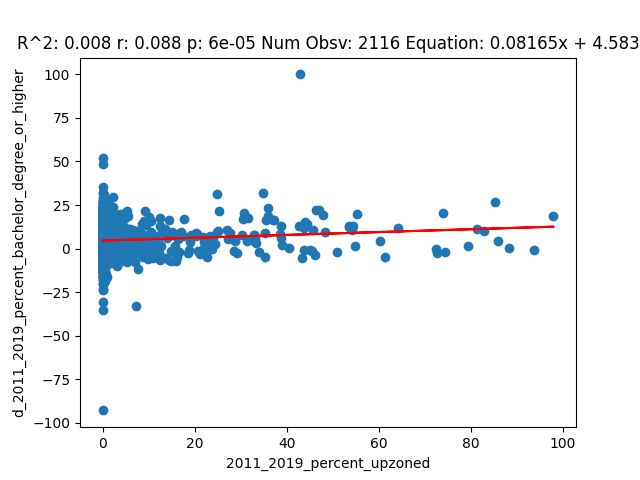 R^2: 0.008 r: 0.088 p: 6e-05 Num Obsv: 2116 Equation: 0.08165x + 4.583
d_2011_2019_percent_bachelor_degree_or_higher
100
75
50
25
0
−25
−50
−75
−100
0 20 40 60 80 100
2011_2019_percent_upzoned